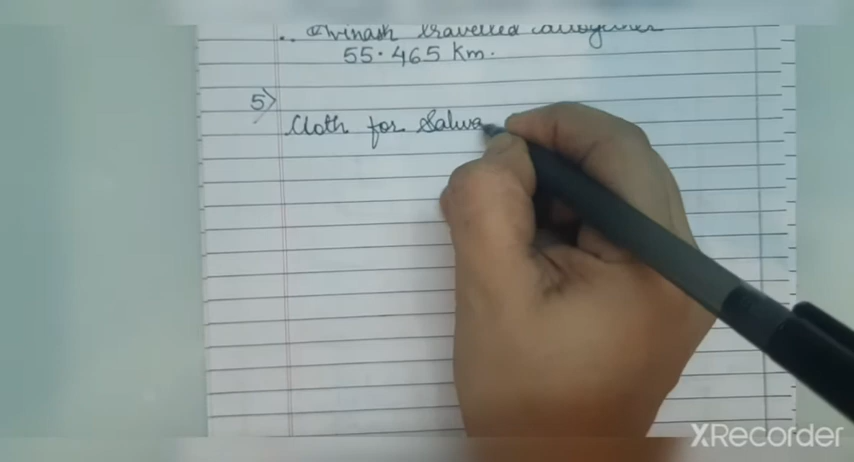 ∴ Avinash travelled altogether
55.465 Km.
5>
Cloth for Salwa
XRecorder